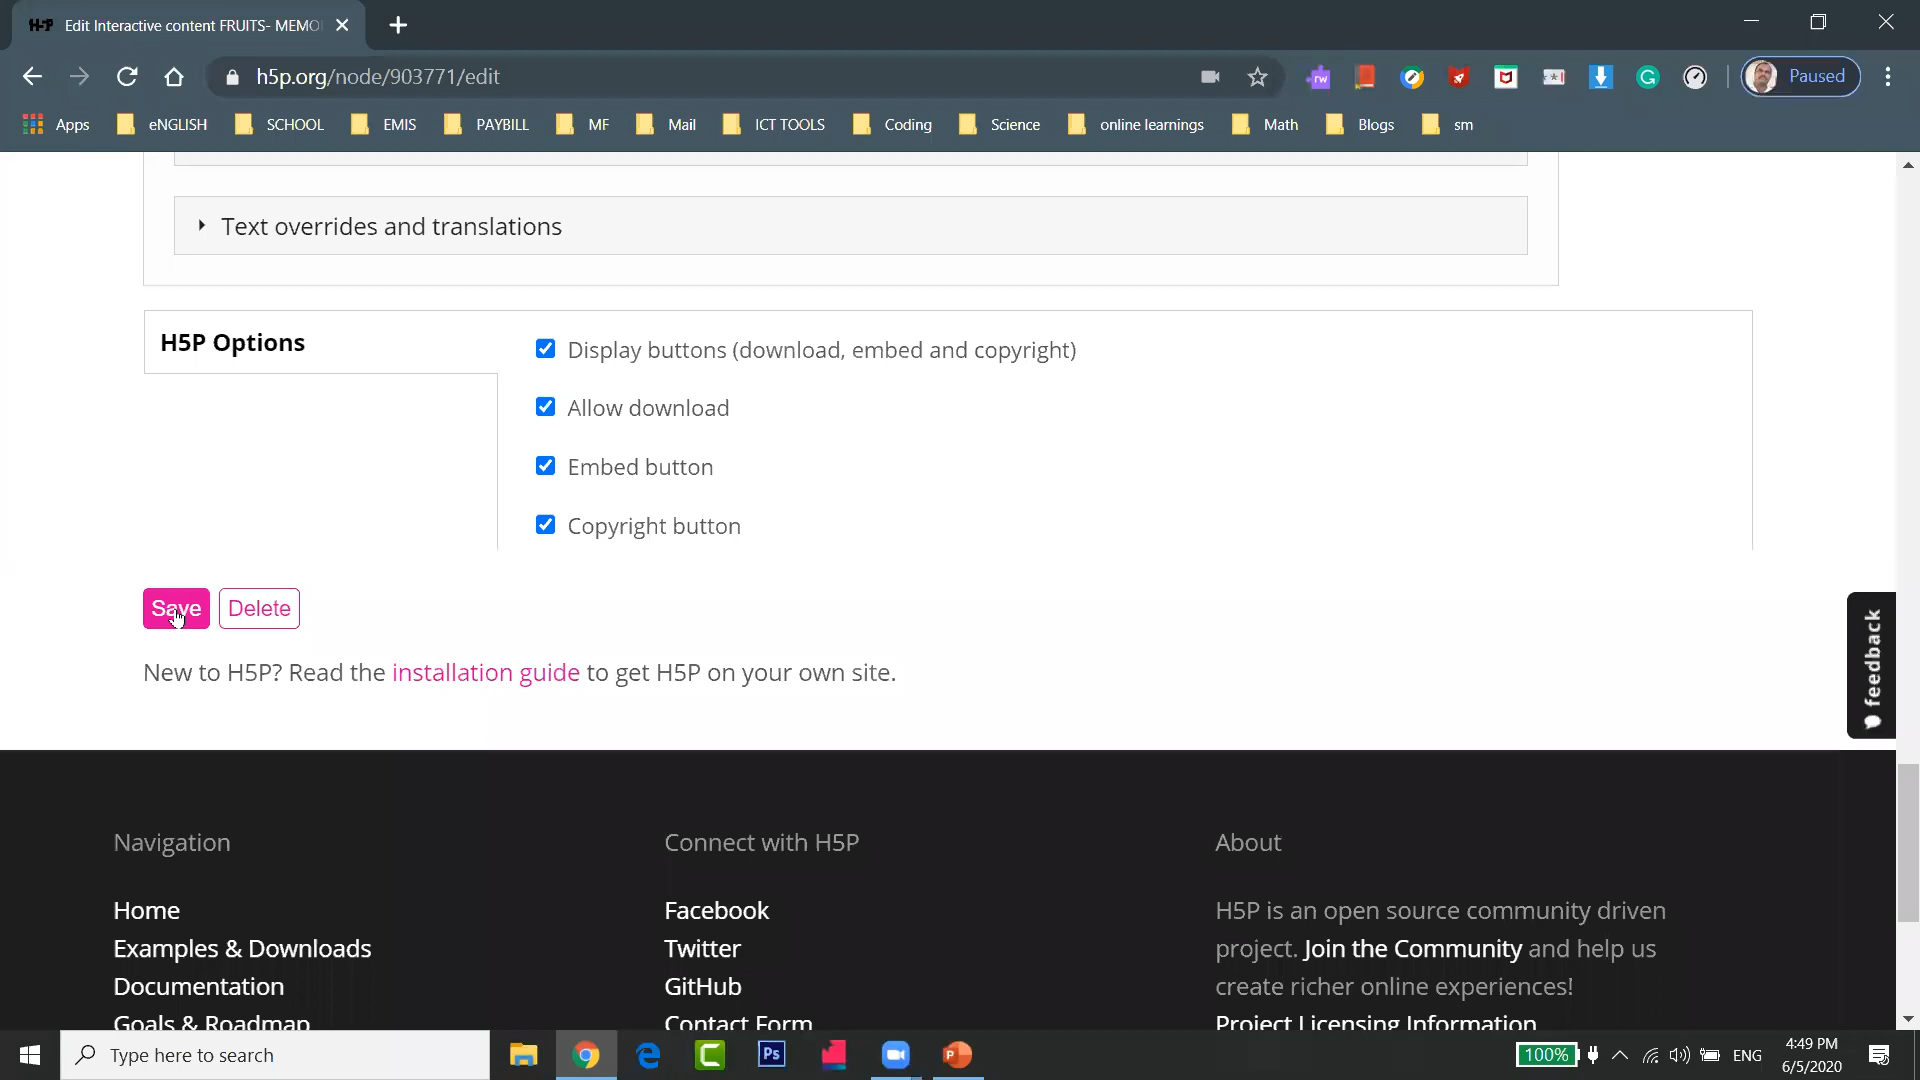 H-P Edit Interactive content FRUITS- MEMO
h5p.org/node/903771/edit
Paused
Apps eNGLISH SCHOOL EMIS PAYBILL MF Mail ICT TOOLS Coding Science online learnings Math Blogs sm
Text overrides and translations
H5P Options
Display buttons (download, embed and copyright)
Allow download
Embed button
Copyright button
Save Delete
New to H5P? Read the installation guide to get H5P on your own site.
feedback
Navigation Connect with H5P About
Home Facebook H5P is an open source community driven
Examples & Downloads Twitter project. Join the Community and help us
Documentation GitHub create richer online experiences!
Goals & Roadmap Contact Form Project Licensing Information
Type here to search Ps P 100% ENG 4:49 PM
6/5/2020